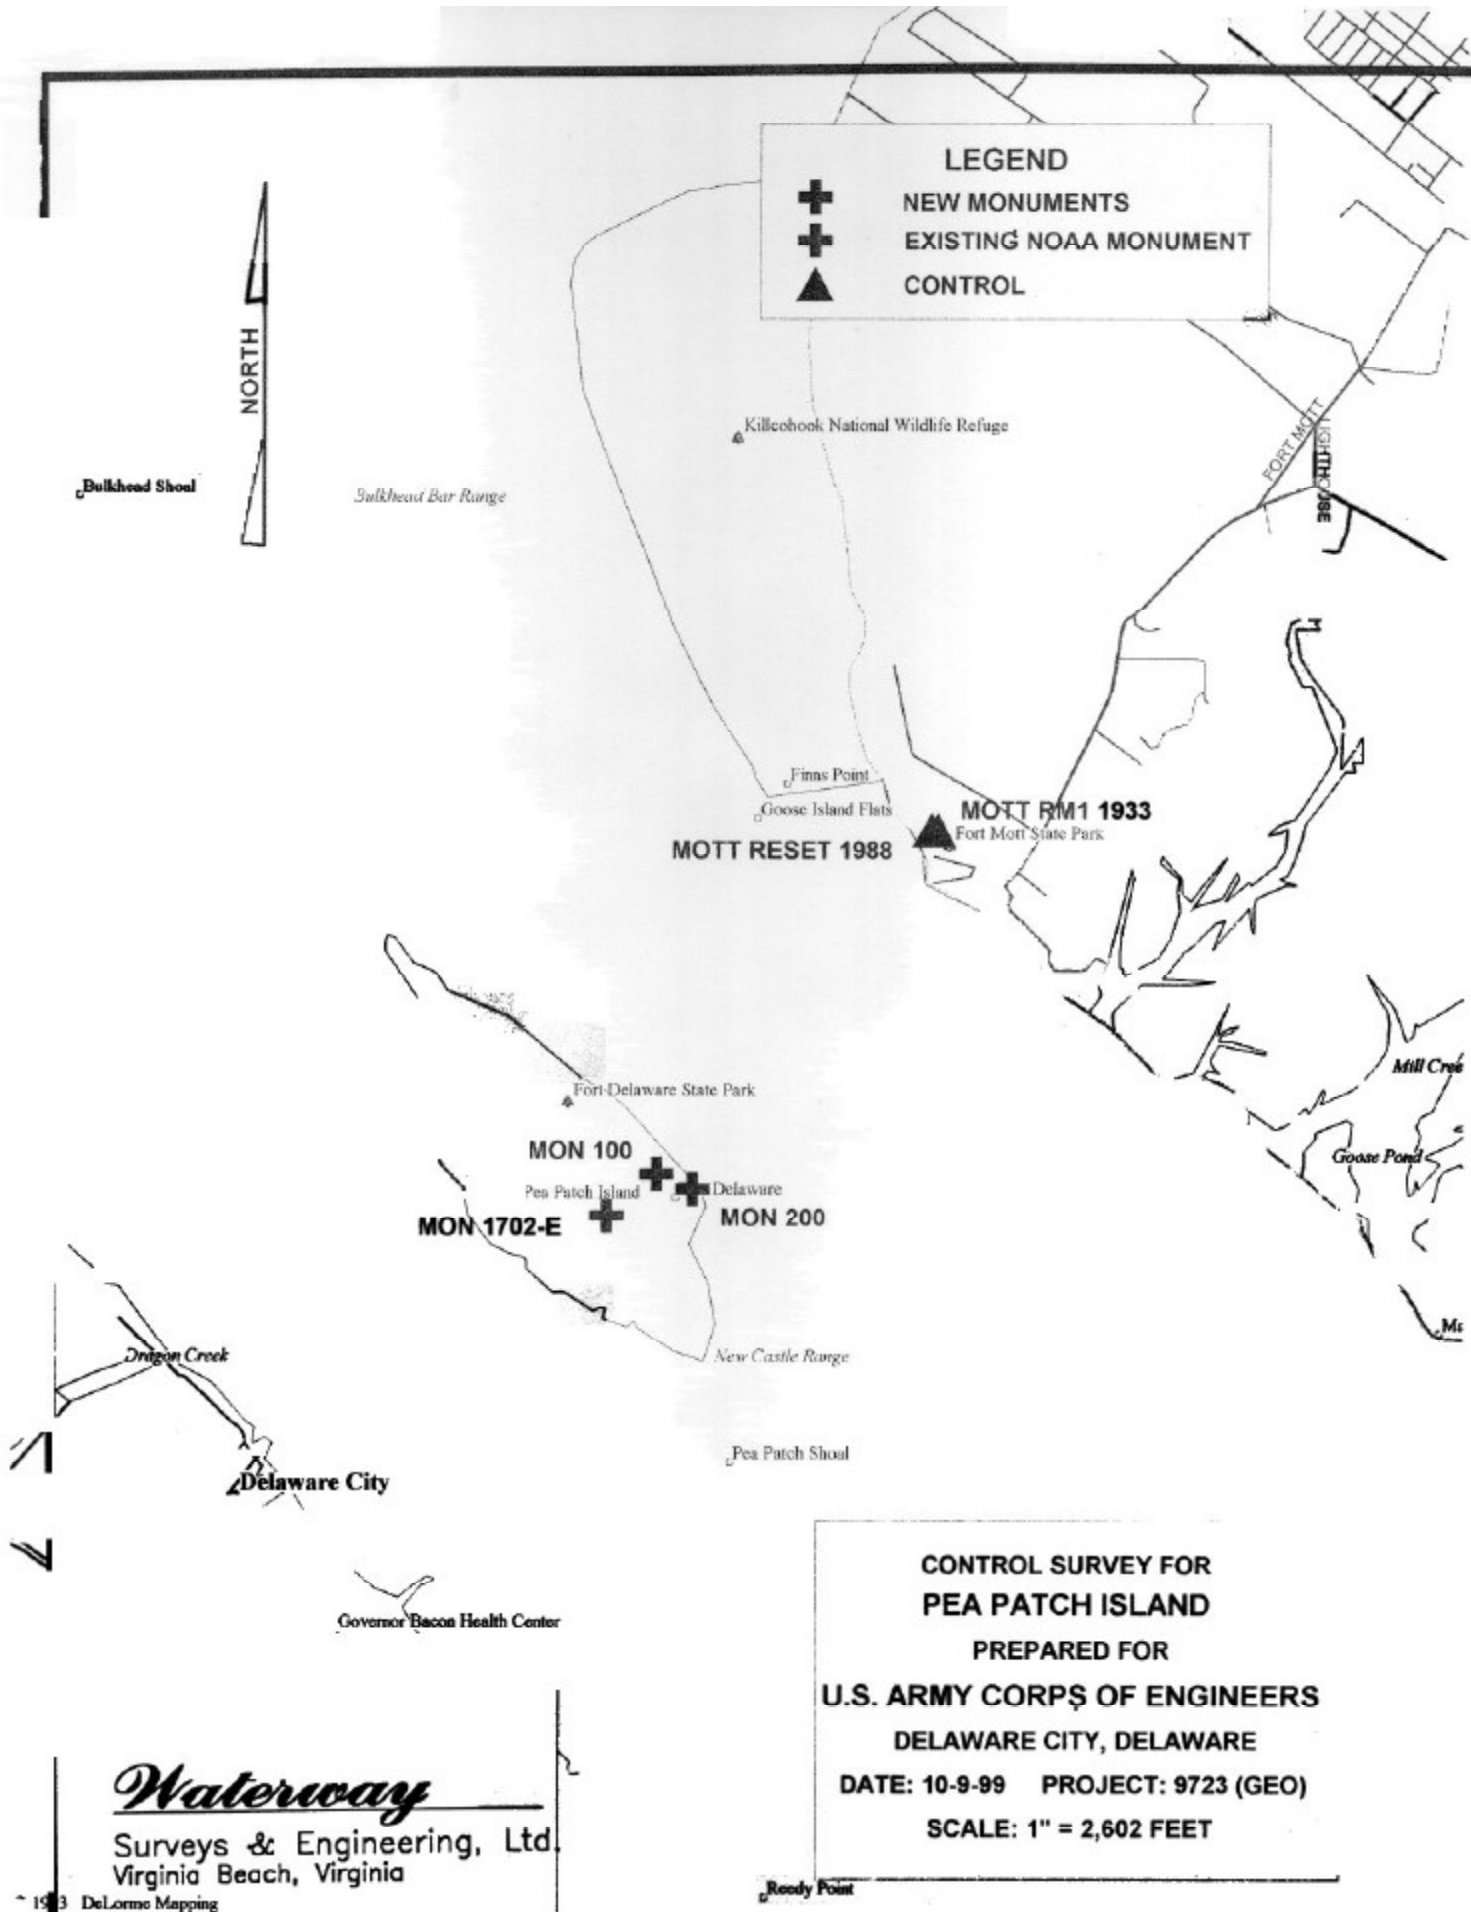 LEGEND
NEW MONUMENTS
EXISTING NOAA MONUMENT
CONTROL
NORTH
Killcohook National Wildlife Refuge
FORT MOTT
LIGHTHOUSE
Bulkhead Shoal
Bulkhead Bar Range
Finns Point
Goose Island Flats
MOTT RM1 1933
Fort Mott State Park
MOTT RESET 1988
Mill Cree
Fort Delaware State Park
MON 100
Goose Pond
Pea Patch Island
Delaware
MON 200
MON 1702-E
Ma
Dragon Creek
New Castle Range
Pea Patch Shoal
Delaware City
Governor Bacon Health Center
CONTROL SURVEY FOR
PEA PATCH ISLAND
PREPARED FOR
U.S. ARMY CORPS OF ENGINEERS
DELAWARE CITY, DELAWARE
DATE: 10-9-99 PROJECT: 9723 (GEO)
SCALE: 1" = 2,602 FEET
Waterway
Surveys & Engineering, Ltd.
Virginia Beach, Virginia
DeLorme Mapping
Reedy Point